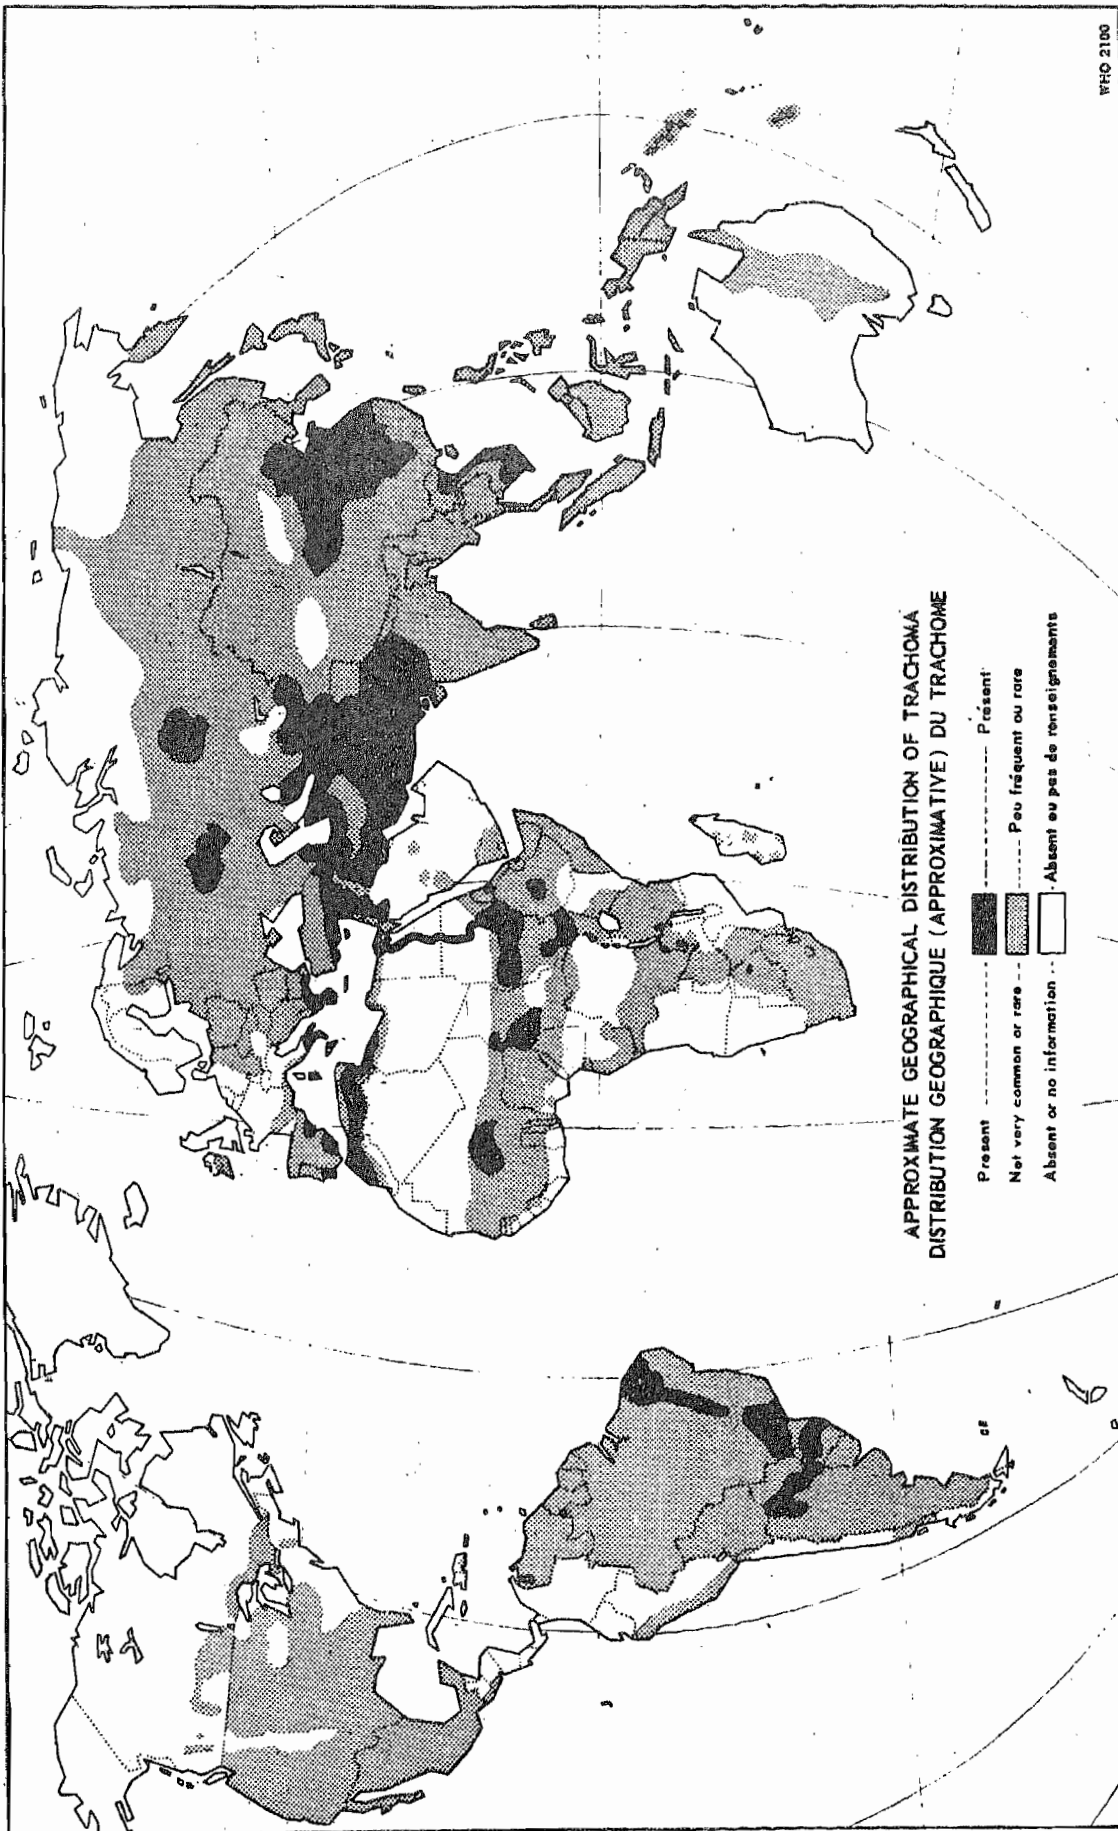 WHO 2100
APPROXIMATE GEOGRAPHICAL DISTRIBUTION OF TRACHOMA
DISTRIBUTION GEOGRAPHIQUE (APPROXIMATIVE) DU TRACHOME
Present ------------ Présent
Not very common or rare --- ------ Peu fréquent ou rare
Absent or no information -- - Absent ou pas de renseignements